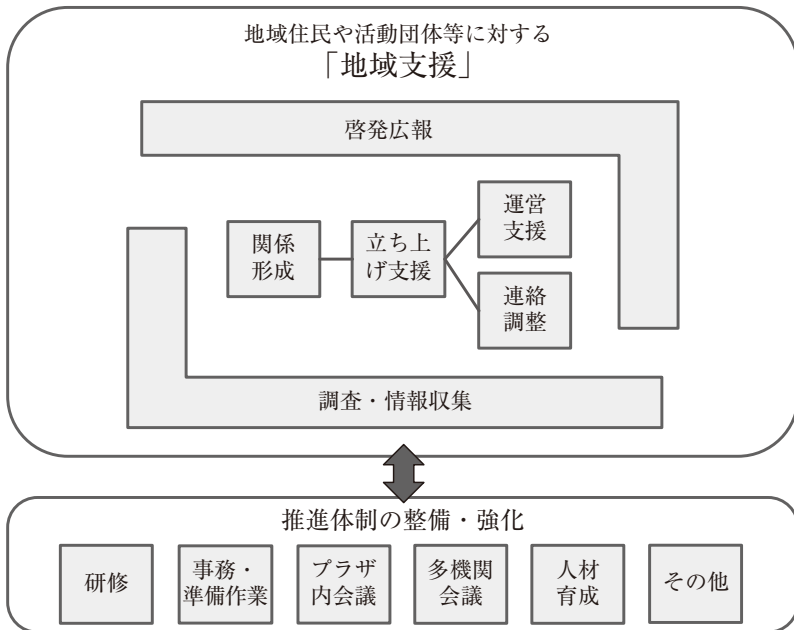 地域住民や活動団体等に対する
「地域支援」
啓発広報
関係
形成
立ち上
げ支援
運営
支援
連絡
調整
調査・情報収集
推進体制の整備・強化
研修
事務・
準備作業
プラザ
内会議
多機関
会議
人材
育成
その他